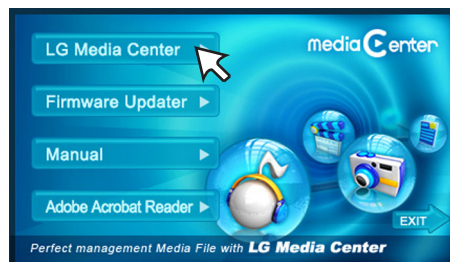 LG Media Center
media Center
Firmware Updater
Manual
Adobe Acrobat Reader
EXIT
Perfect management Media File with LG Media Center